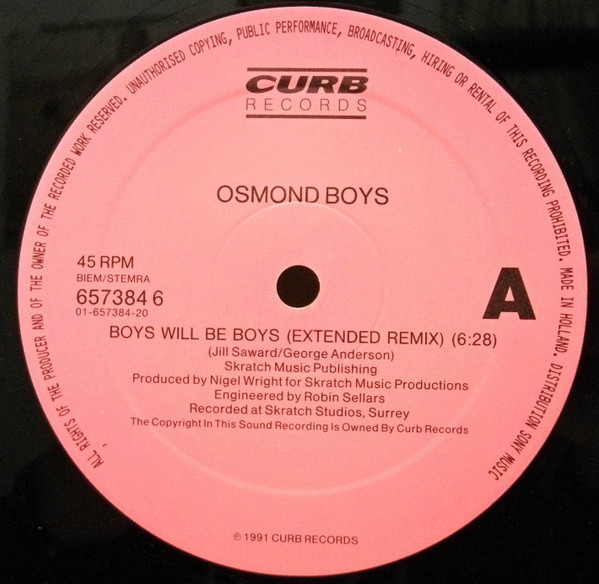 ALL RIGHTS OF THE PRODUCER AND OF THE OWNER OF THE RECORDED WORK RESERVED. UNAUTHORISED COPYING, PUBLIC PERFORMANCE, BROADCASTING, HIRING OR RENTAL OF THIS RECORDING PROHIBITED. MADE IN HOLLAND. DISTRIBUTION SONY MUSIC
CURB
RECORDS
OSMOND BOYS
45 RPM
BIEM/STEMRA
657384 6
01-657384-20
A
BOYS WILL BE BOYS (EXTENDED REMIX) (6:28)
(Jill Saward/George Anderson)
Skratch Music Publishing
Produced by Nigel Wright for Skratch Music Productions
Engineered by Robin Sellars
Recorded at Skratch Studios, Surrey
The Copyright In This Sound Recording Is Owned By Curb Records
℗ 1991 CURB RECORDS